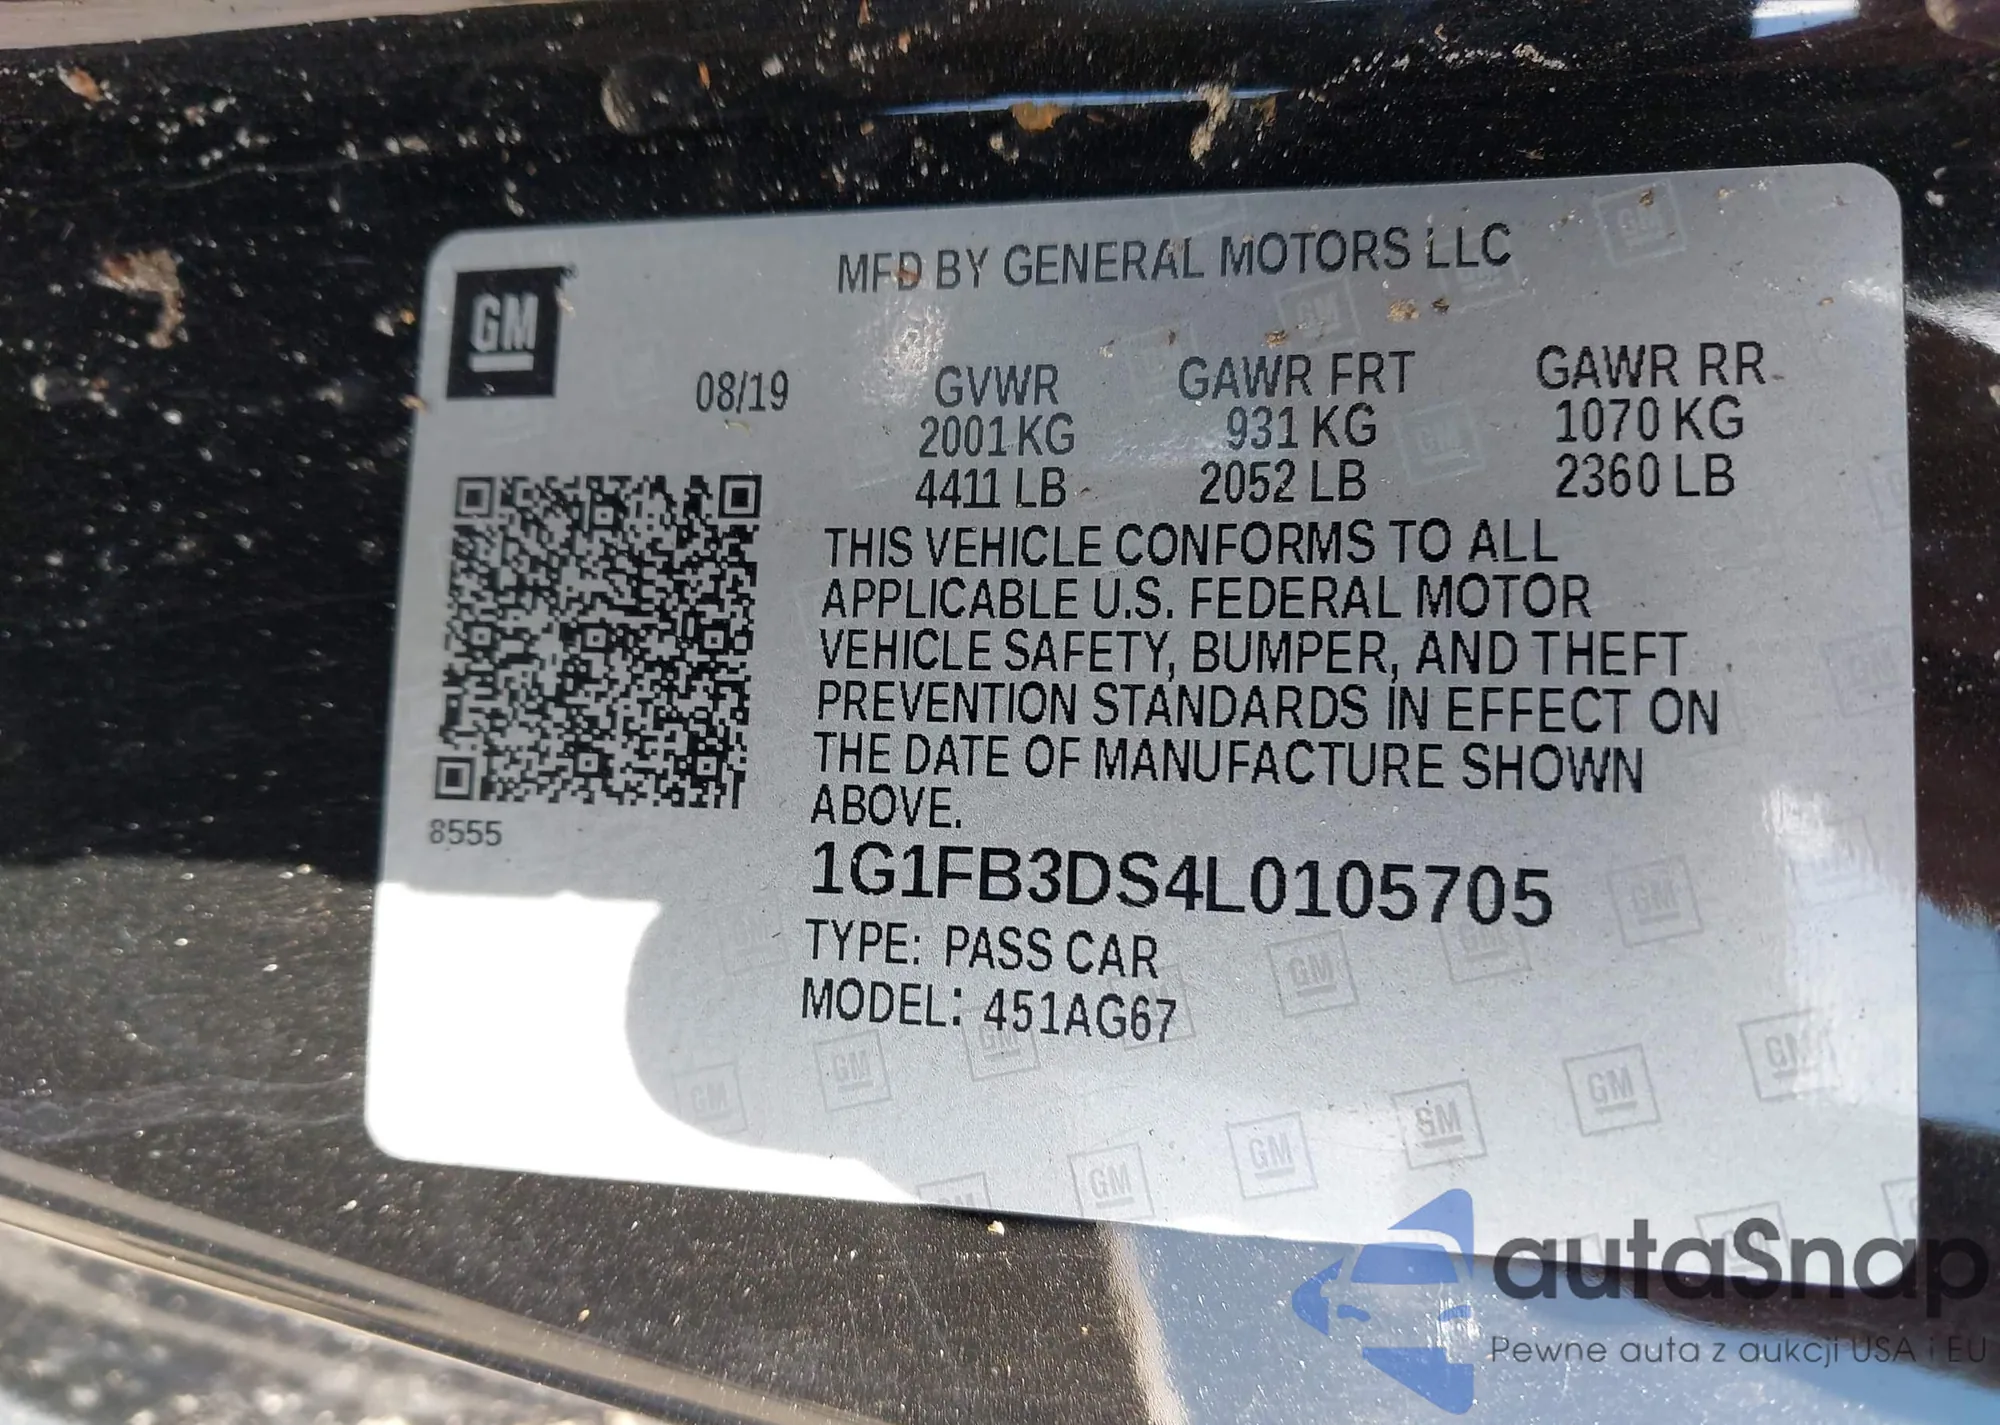 MFD BY GENERAL MOTORS LLC
GM
08/19 GVWR GAWR FRT GAWR RR
2001 KG 931 KG 1070 KG
4411 LB 2052 LB 2360 LB
THIS VEHICLE CONFORMS TO ALL
APPLICABLE U.S. FEDERAL MOTOR
VEHICLE SAFETY, BUMPER, AND THEFT
PREVENTION STANDARDS IN EFFECT ON
THE DATE OF MANUFACTURE SHOWN
ABOVE.
8555
1G1FB3DS4L0105705
TYPE: PASS CAR
MODEL: 451AG67
autaSnap
Pewne auta z aukcji USA i EU